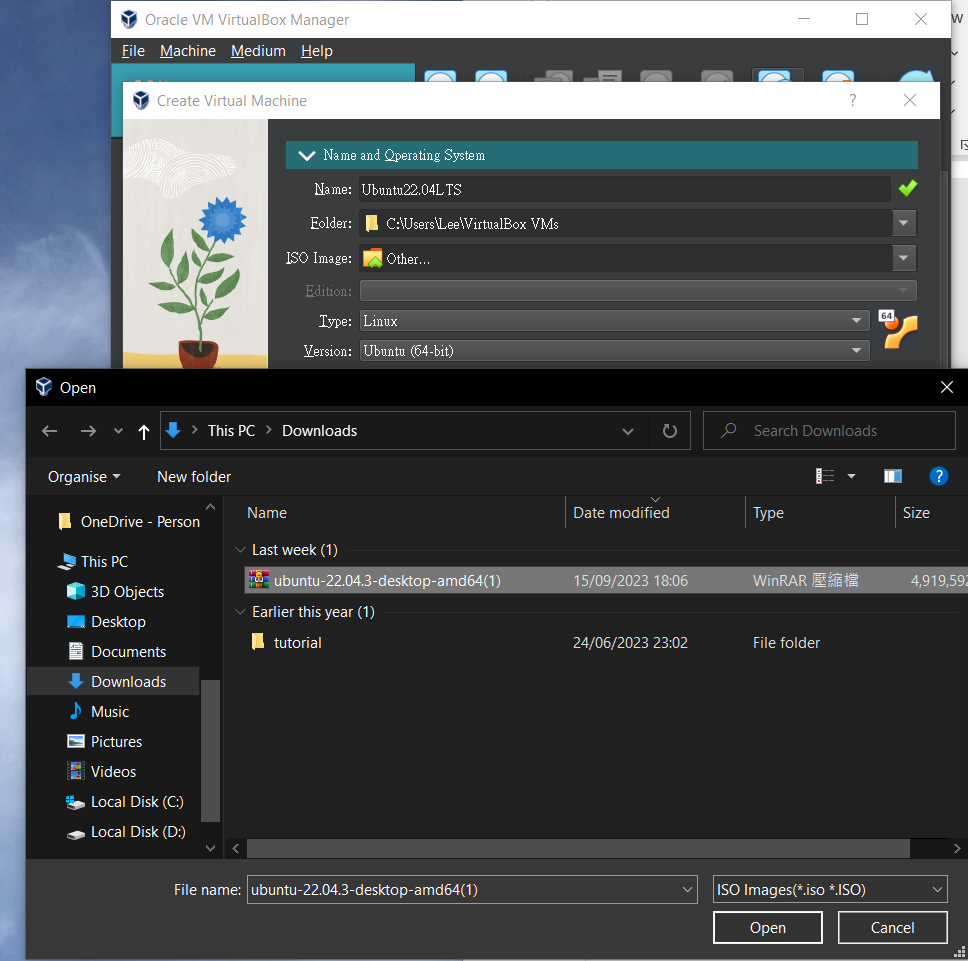 Oracle VM VirtualBox Manager
W
File Machine Medium Help
Create Virtual Machine ?
Name and Operating System
Name: Ubuntu22.04LTS
Folder: C:\Users\Lee\VirtualBox VMs
ISO Image: Other...
Edition:
Type: Linux 64
Version: Ubuntu (64-bit)
Open
This PC > Downloads Search Downloads
Organise New folder ?
Name Date modified Type Size
OneDrive - Person
This PC
3D Objects
Desktop
Documents
Downloads
Music
Pictures
Videos
Local Disk (C:)
Local Disk (D:)
Last week (1)
ubuntu-22.04.3-desktop-amd64(1) 15/09/2023 18:06 WinRAR 壓縮檔 4,919,592
Earlier this year (1)
tutorial 24/06/2023 23:02 File folder
File name: ubuntu-22.04.3-desktop-amd64(1) ISO Images(*.iso *.ISO)
Open Cancel